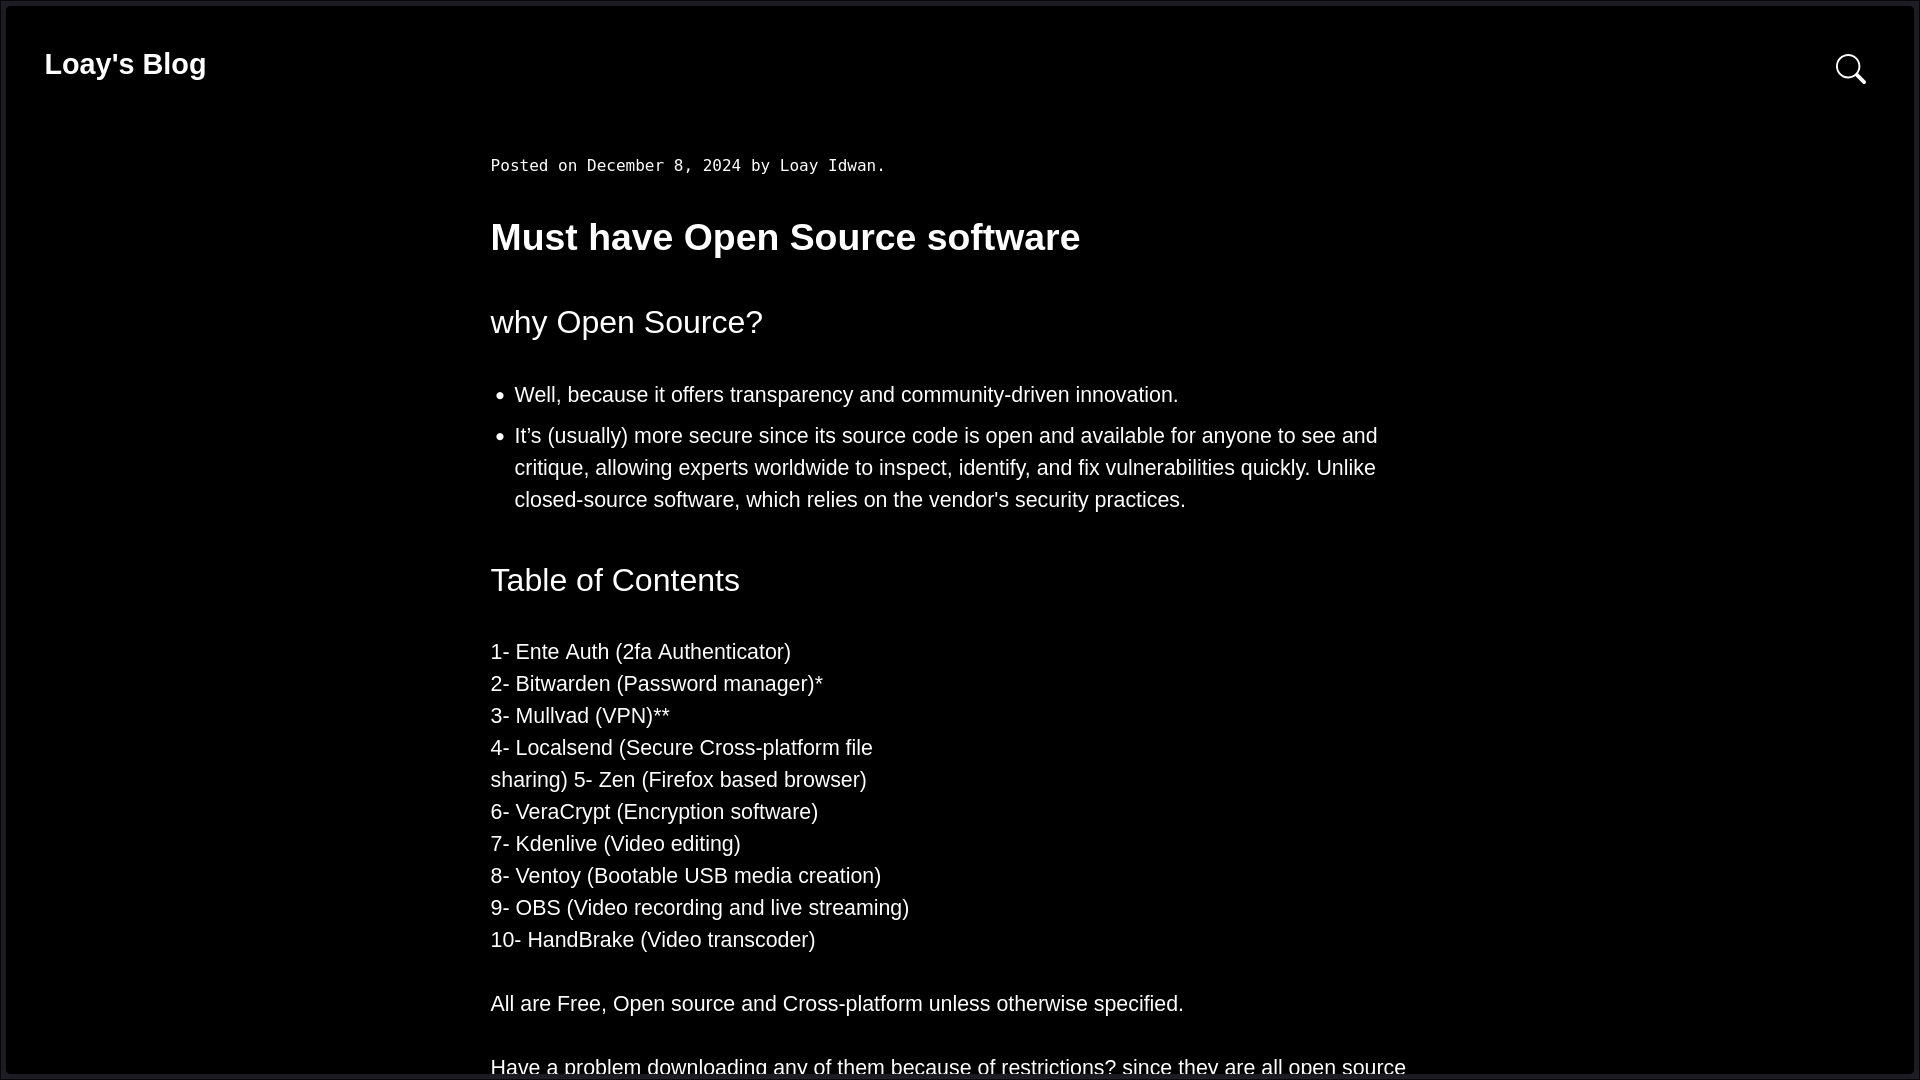 Loay's Blog
Posted on December 8, 2024 by Loay Idwan.
Must have Open Source software
why Open Source?
• Well, because it offers transparency and community-driven innovation.
• It’s (usually) more secure since its source code is open and available for anyone to see and
critique, allowing experts worldwide to inspect, identify, and fix vulnerabilities quickly. Unlike
closed-source software, which relies on the vendor's security practices.
Table of Contents
1- Ente Auth (2fa Authenticator)
2- Bitwarden (Password manager)*
3- Mullvad (VPN)**
4- Localsend (Secure Cross-platform file
sharing) 5- Zen (Firefox based browser)
6- VeraCrypt (Encryption software)
7- Kdenlive (Video editing)
8- Ventoy (Bootable USB media creation)
9- OBS (Video recording and live streaming)
10- HandBrake (Video transcoder)
All are Free, Open source and Cross-platform unless otherwise specified.
Have a problem downloading any of them because of restrictions? since they are all open source